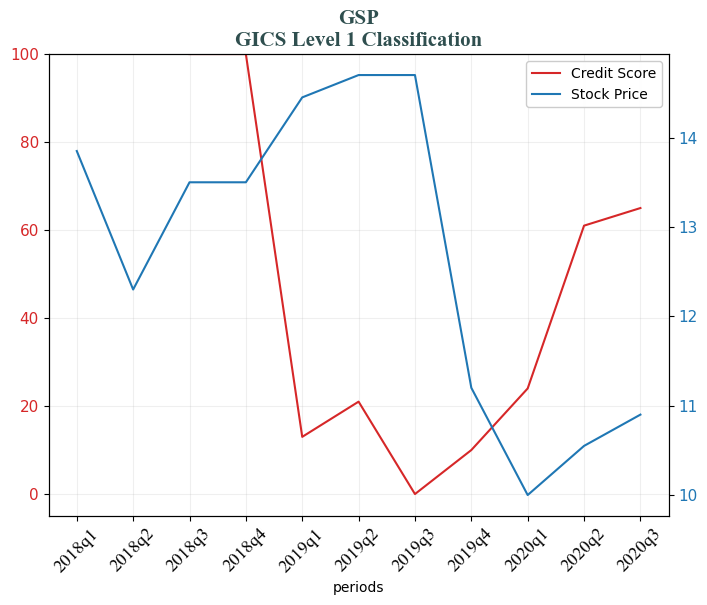 GSP
GICS Level 1 Classification
Credit Score
Stock Price
100
80
60
40
20
0
14
13
12
11
10
2018q1
2018q2
2018q3
2018q4
2019q1
2019q2
2019q3
2019q4
2020q1
2020q2
2020q3
periods